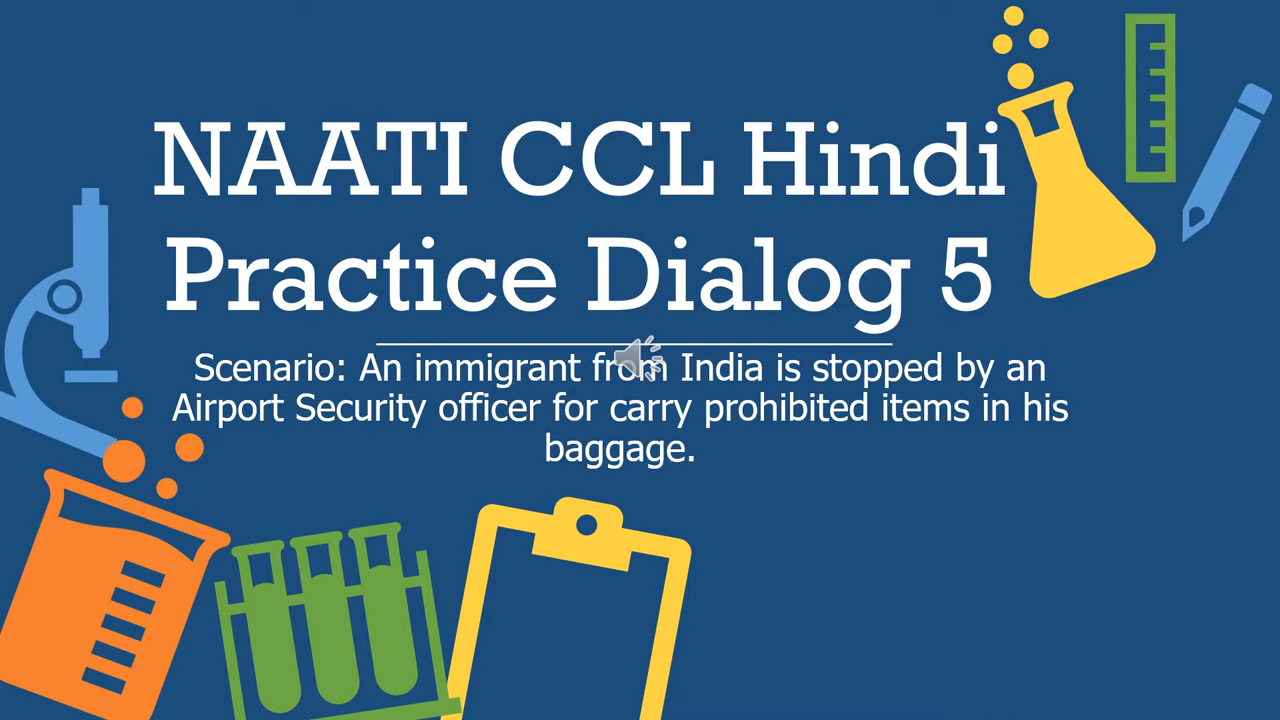 NAATI CCL Hindi
Practice Dialog 5
Scenario: An immigrant from India is stopped by an
Airport Security officer for carry prohibited items in his
baggage.